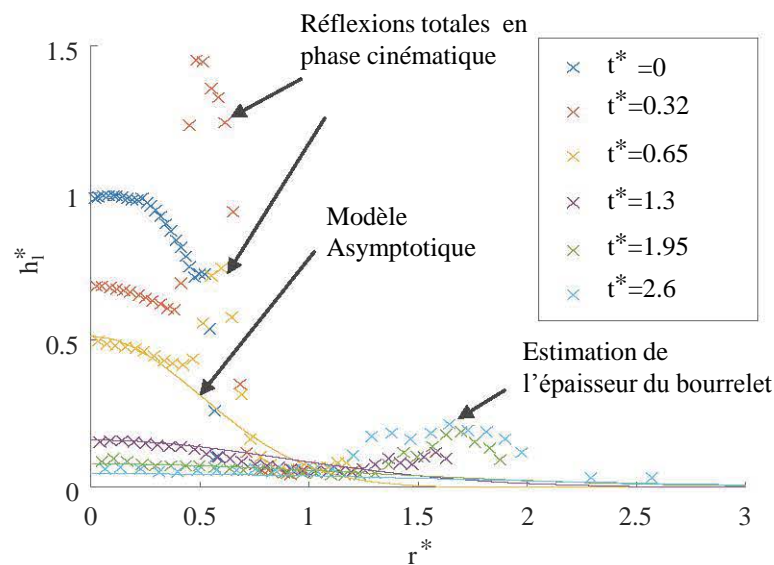 Réflexions totales en
phase cinématique
1.5
1
0.5
0
h_l^*
Modèle
Asymptotique
Estimation de
l'épaisseur du bourrelet
t^* =0
t^*=0.32
t^*=0.65
t^*=1.3
t^*=1.95
t^*=2.6
0 0.5 1 1.5 2 2.5 3
r^*